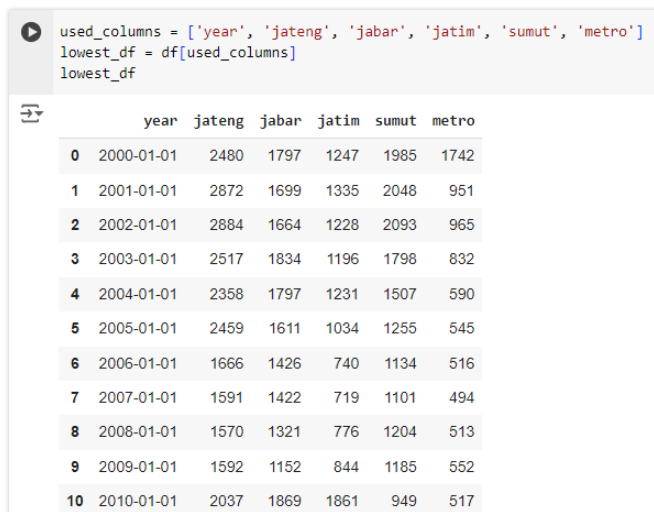 used_columns = ['year', 'jateng', 'jabar', 'jatim', 'sumut', 'metro']
lowest_df = df[used_columns]
lowest_df
year jateng jabar jatim sumut metro
0 2000-01-01 2480 1797 1247 1985 1742
1 2001-01-01 2872 1699 1335 2048 951
2 2002-01-01 2884 1664 1228 2093 965
3 2003-01-01 2517 1834 1196 1798 832
4 2004-01-01 2358 1797 1231 1507 590
5 2005-01-01 2459 1611 1034 1255 545
6 2006-01-01 1666 1426 740 1134 516
7 2007-01-01 1591 1422 719 1101 494
8 2008-01-01 1570 1321 776 1204 513
9 2009-01-01 1592 1152 844 1185 552
10 2010-01-01 2037 1869 1861 949 517